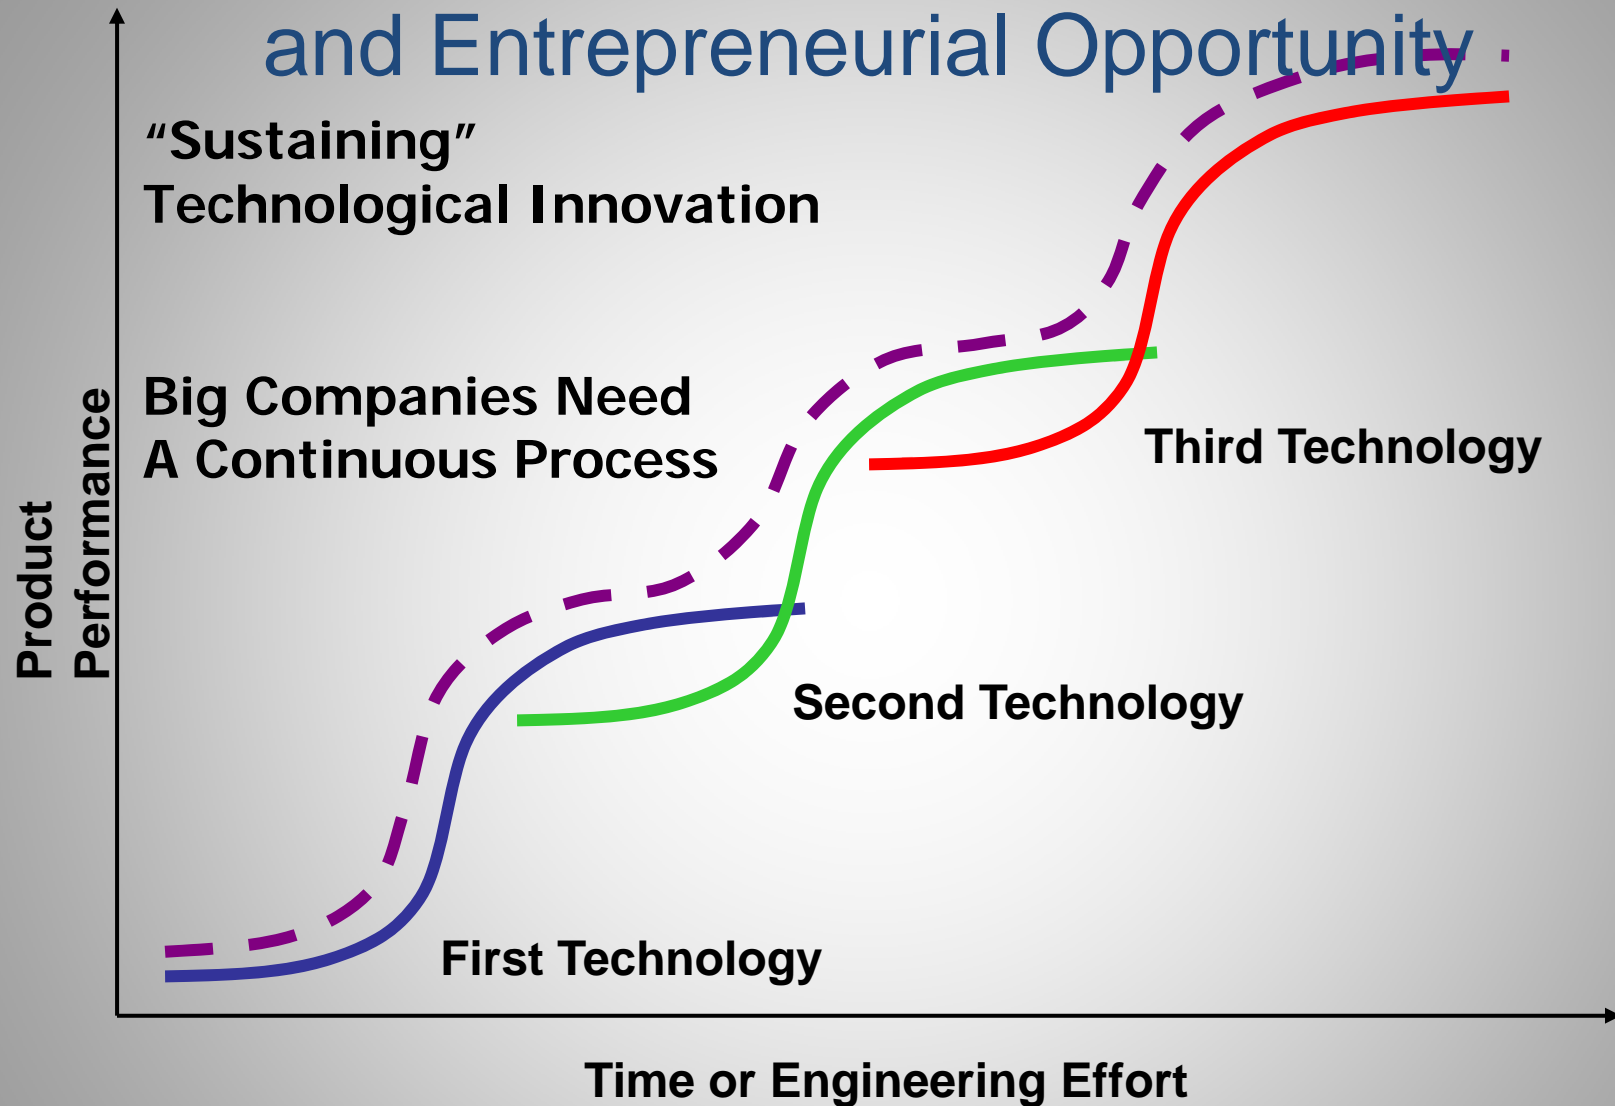 and Entrepreneurial Opportunity
“Sustaining”
Technological Innovation
Big Companies Need
A Continuous Process
Product
Performance
Third Technology
Second Technology
First Technology
Time or Engineering Effort